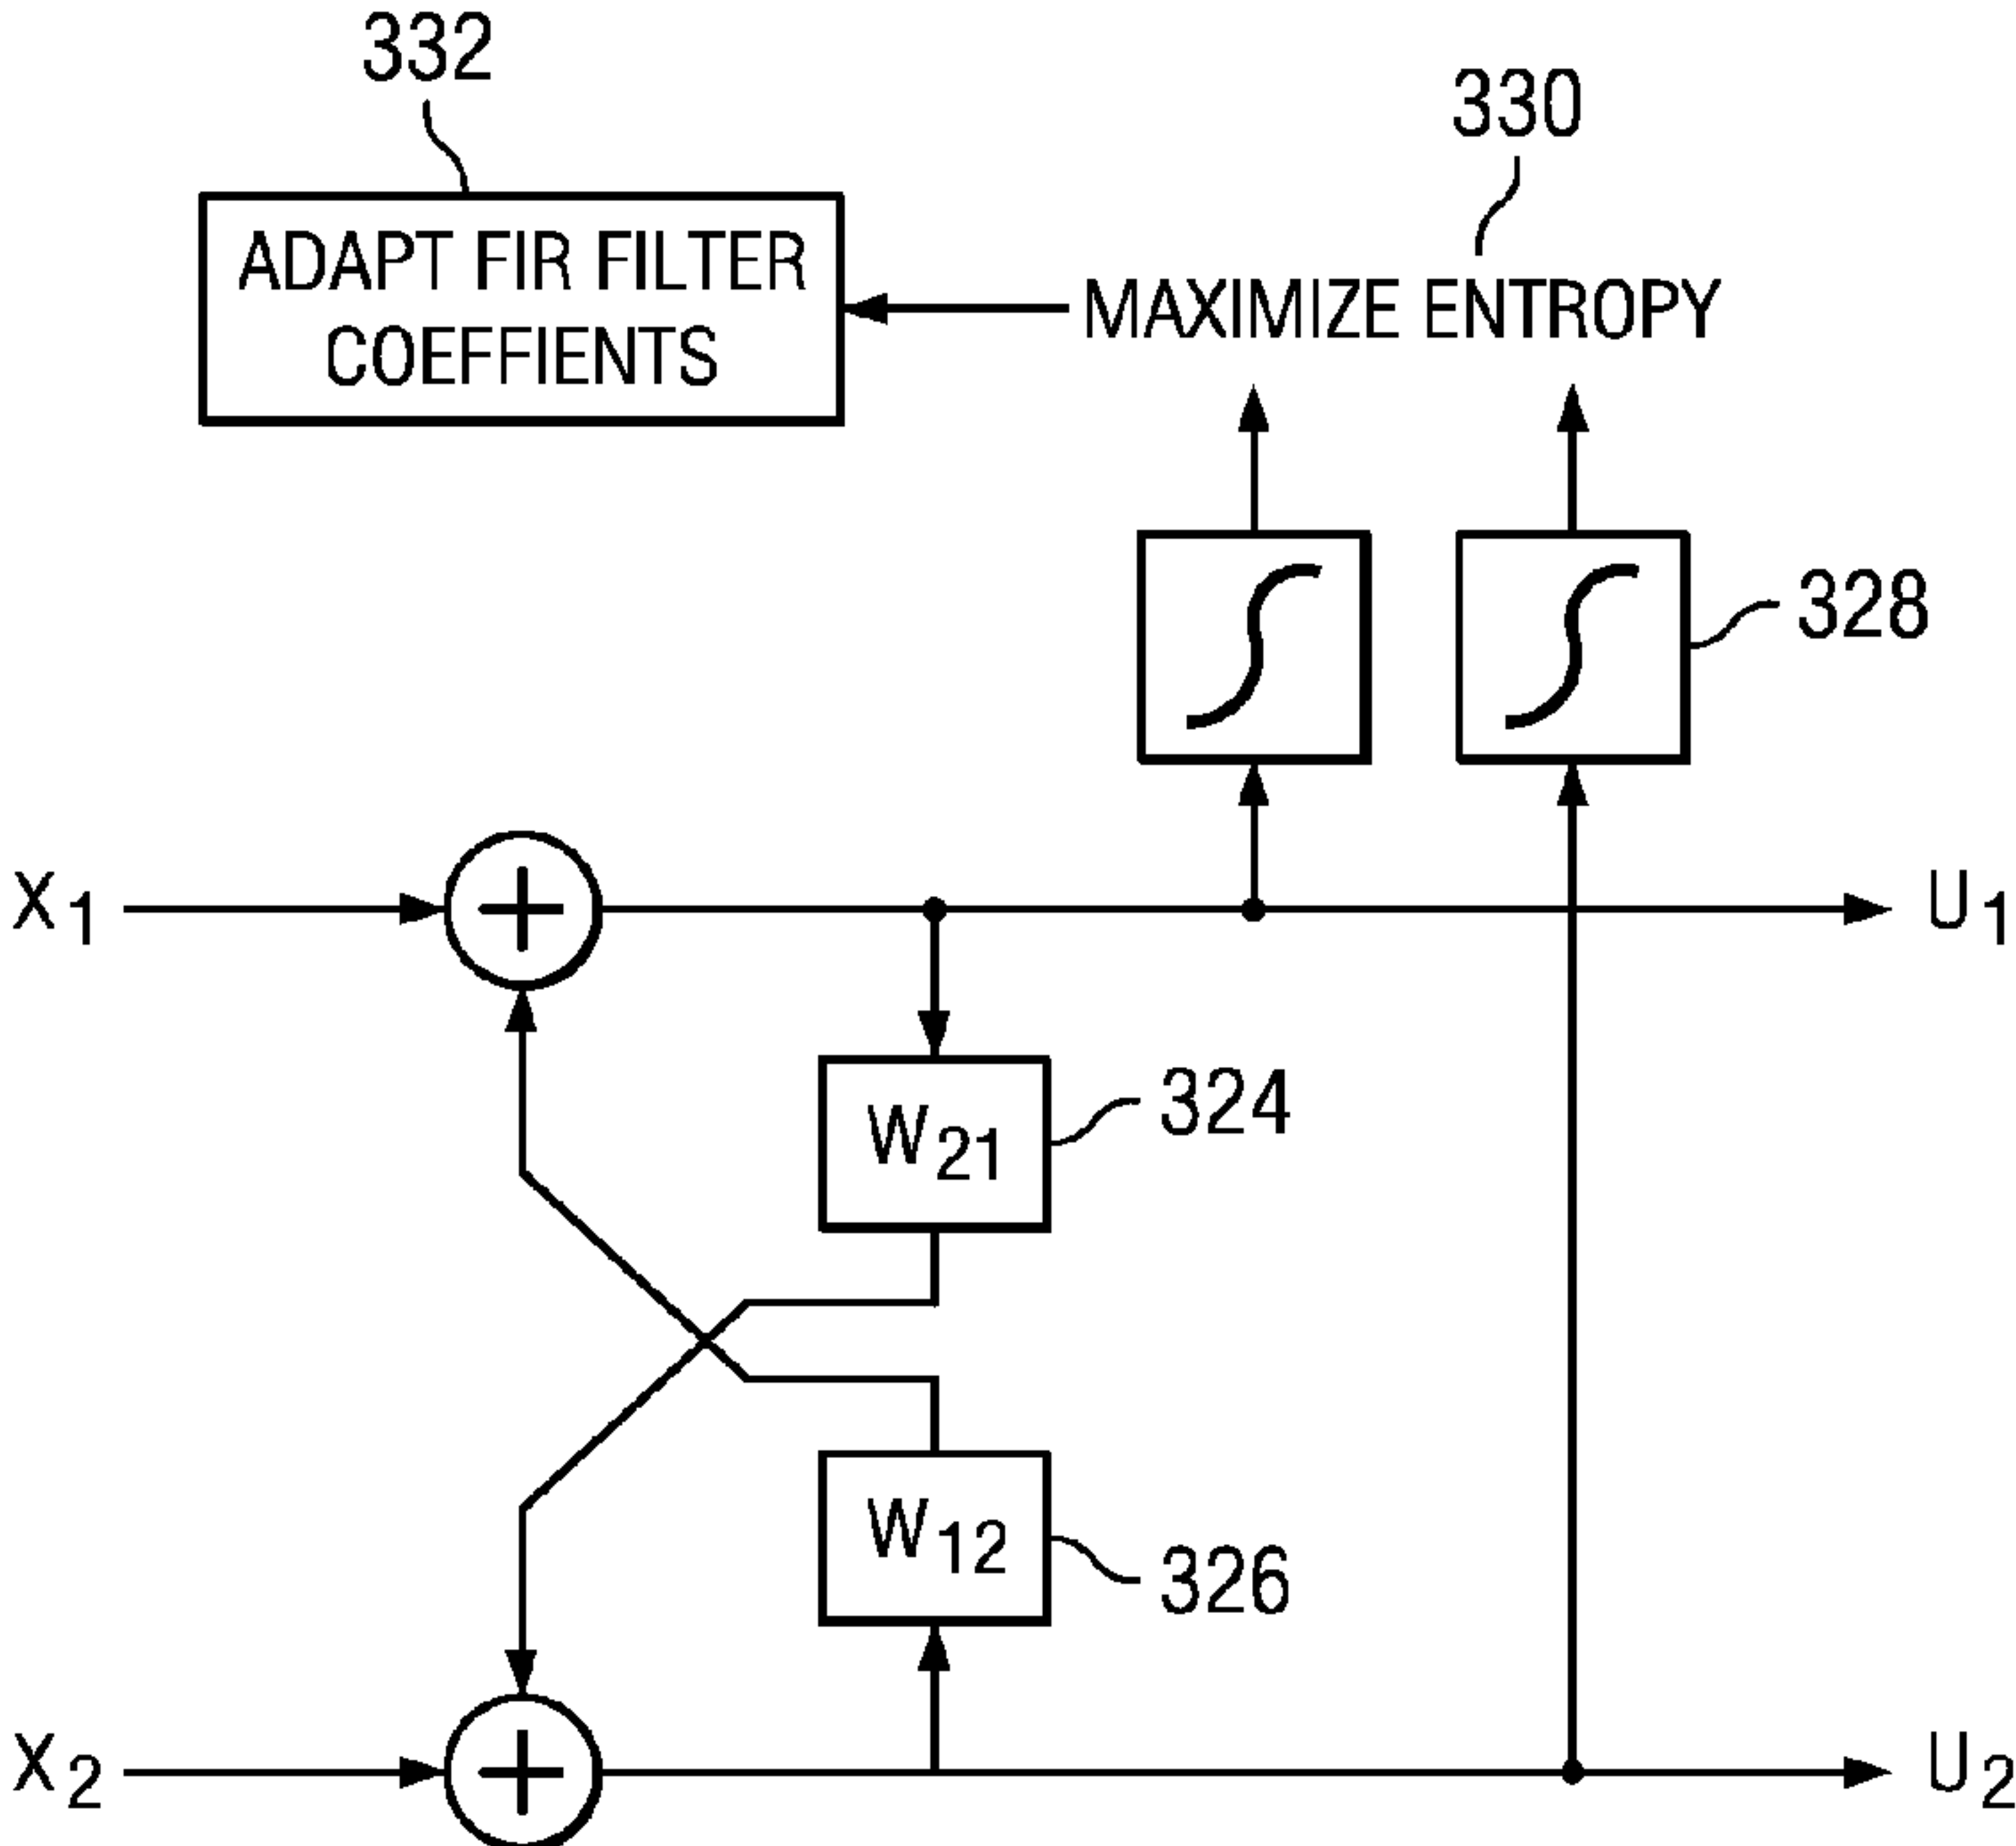 332
330
ADAPT FIR FILTER
COEFFIENTS
MAXIMIZE ENTROPY
328
X1
U1
W21
324
W12
326
X2
U2